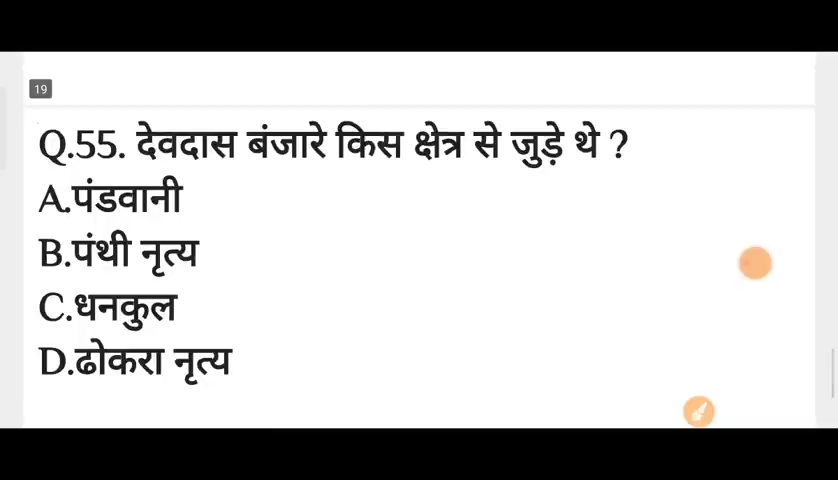 19
Q.55. देवदास बंजारे किस क्षेत्र से जुड़े थे ?
A.पंडवानी
B.पंथी नृत्य
C.धनकुल
D.ढोकरा नृत्य